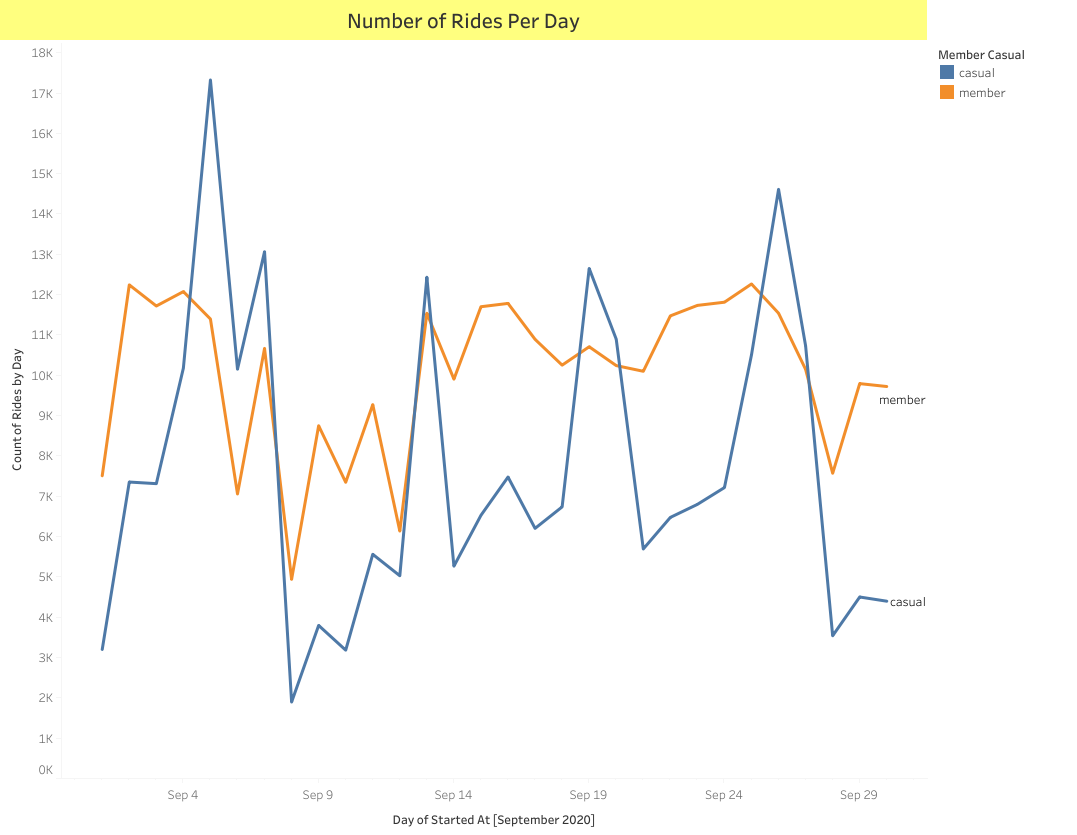 Number of Rides Per Day
Member Casual
casual
member
18K
17K
16K
15K
14K
13K
12K
11K
10K
9K
8K
7K
6K
5K
4K
3K
2K
1K
0K
Count of Rides by Day
member
casual
Sep 4
Sep 9
Sep 14
Sep 19
Sep 24
Sep 29
Day of Started At [September 2020]